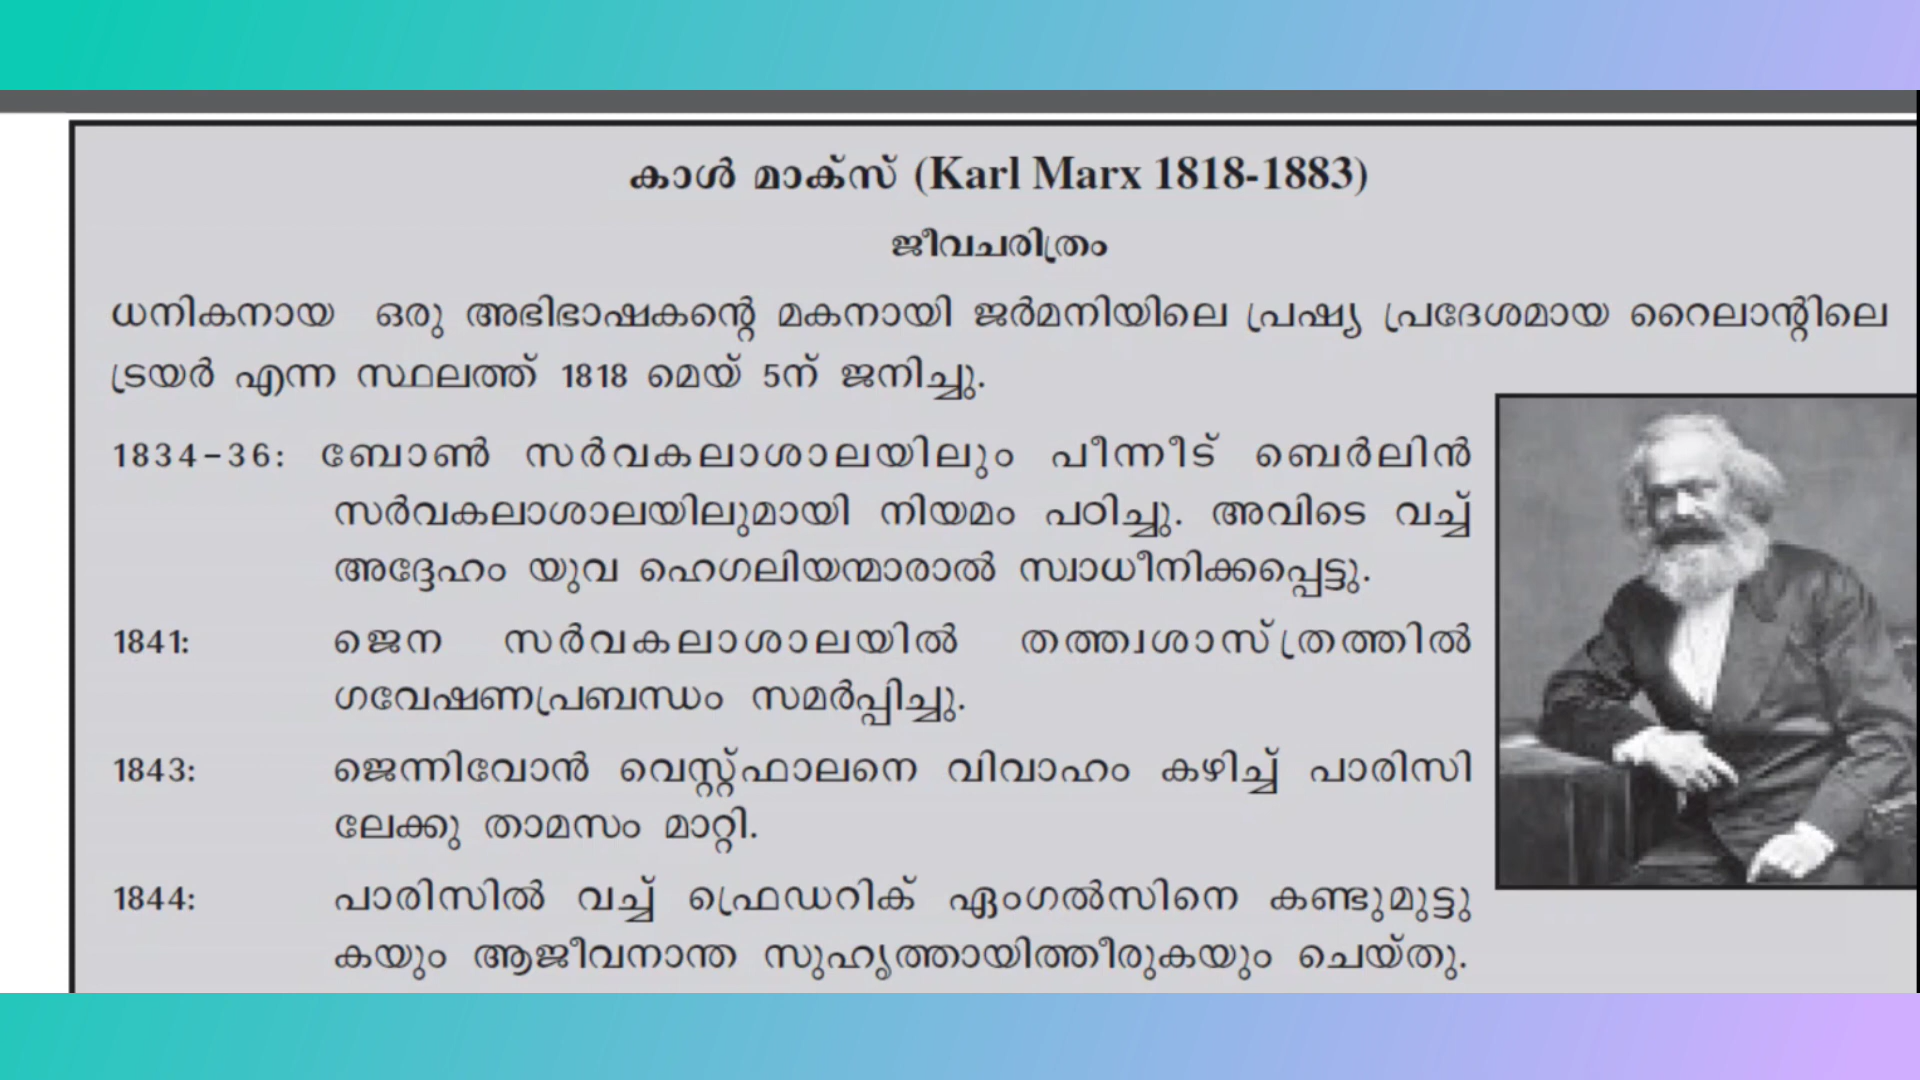 കാൾ മാക്സ് (Karl Marx 1818-1883)
ജീവചരിത്രം
ധനികനായ ഒരു അഭിഭാഷകന്റെ മകനായി ജർമനിയിലെ പ്രഷ്യ പ്രദേശമായ റൈലാന്റിലെ
ട്രയർ എന്ന സ്ഥലത്ത് 1818 മെയ് 5ന് ജനിച്ചു.
1834-36: ബോൺ സർവകലാശാലയിലും പീന്നീട് ബെർലിൻ
സർവകലാശാലയിലുമായി നിയമം പഠിച്ചു. അവിടെ വച്ച്
അദ്ദേഹം യുവ ഹെഗലിയന്മാരാൽ സ്വാധീനിക്കപ്പെട്ടു.
1841: ജെന സർവകലാശാലയിൽ തത്ത്വശാസ്ത്രത്തിൽ
ഗവേഷണപ്രബന്ധം സമർപ്പിച്ചു.
1843: ജെന്നിവോൻ വെസ്റ്റ്ഫാലനെ വിവാഹം കഴിച്ച് പാരിസി
ലേക്കു താമസം മാറ്റി.
1844: പാരിസിൽ വച്ച് ഫ്രെഡറിക് ഏംഗൽസിനെ കണ്ടുമുട്ടു
കയും ആജീവനാന്ത സുഹൃത്തായിത്തീരുകയും ചെയ്തു.